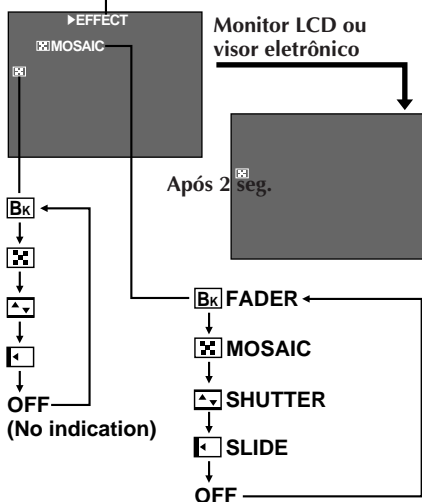 ▶EFFECT
MOSAIC
Monitor LCD ou
visor eletrônico
Após 2 seg.
BK
OFF
(No indication)
BK FADER
MOSAIC
SHUTTER
SLIDE
OFF